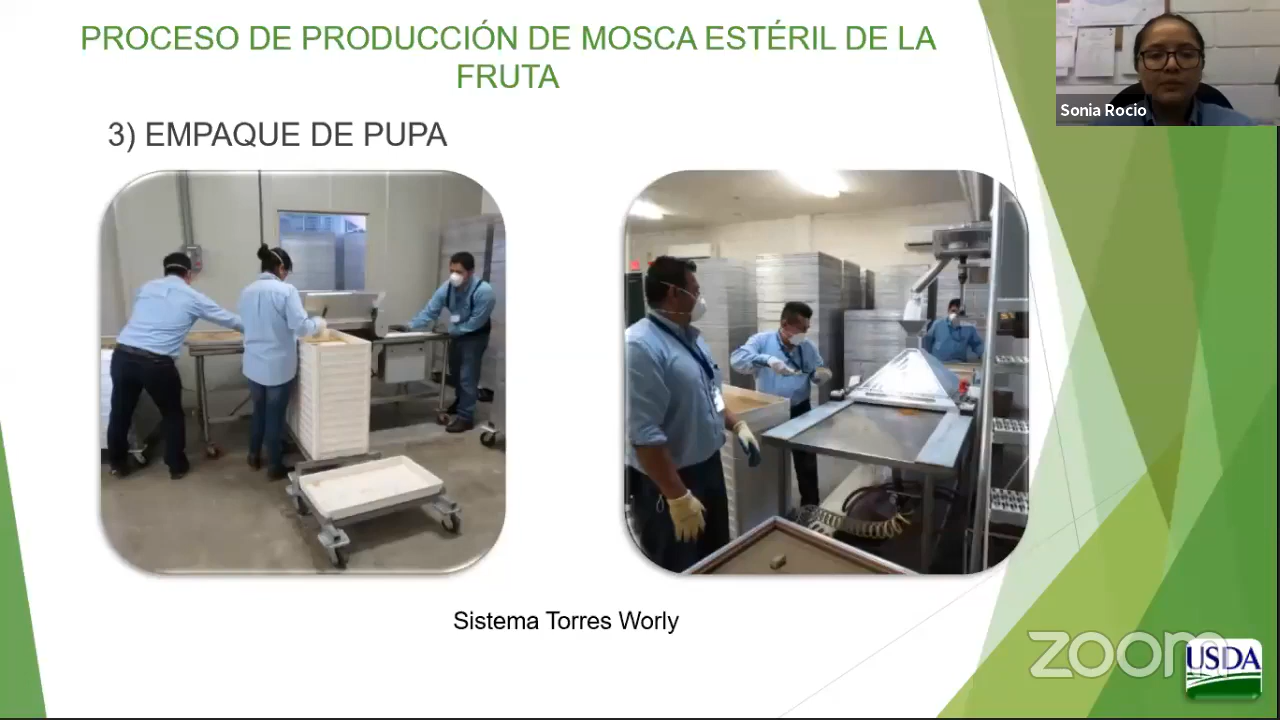 PROCESO DE PRODUCCIÓN DE MOSCA ESTÉRIL DE LA
FRUTA
Sonia Rocio
3) EMPAQUE DE PUPA
Sistema Torres Worly
zoom
USDA